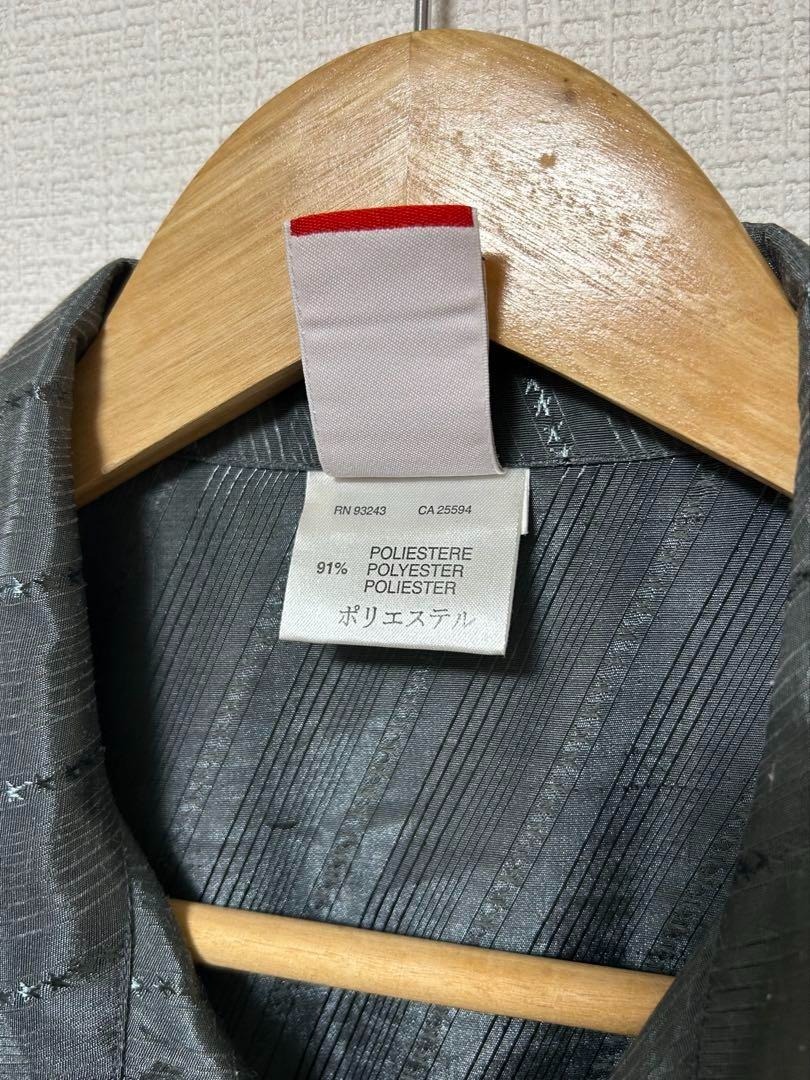 RN 93243 CA 25594
POLIESTERE
91% POLYESTER
POLIESTER
ポリエステル